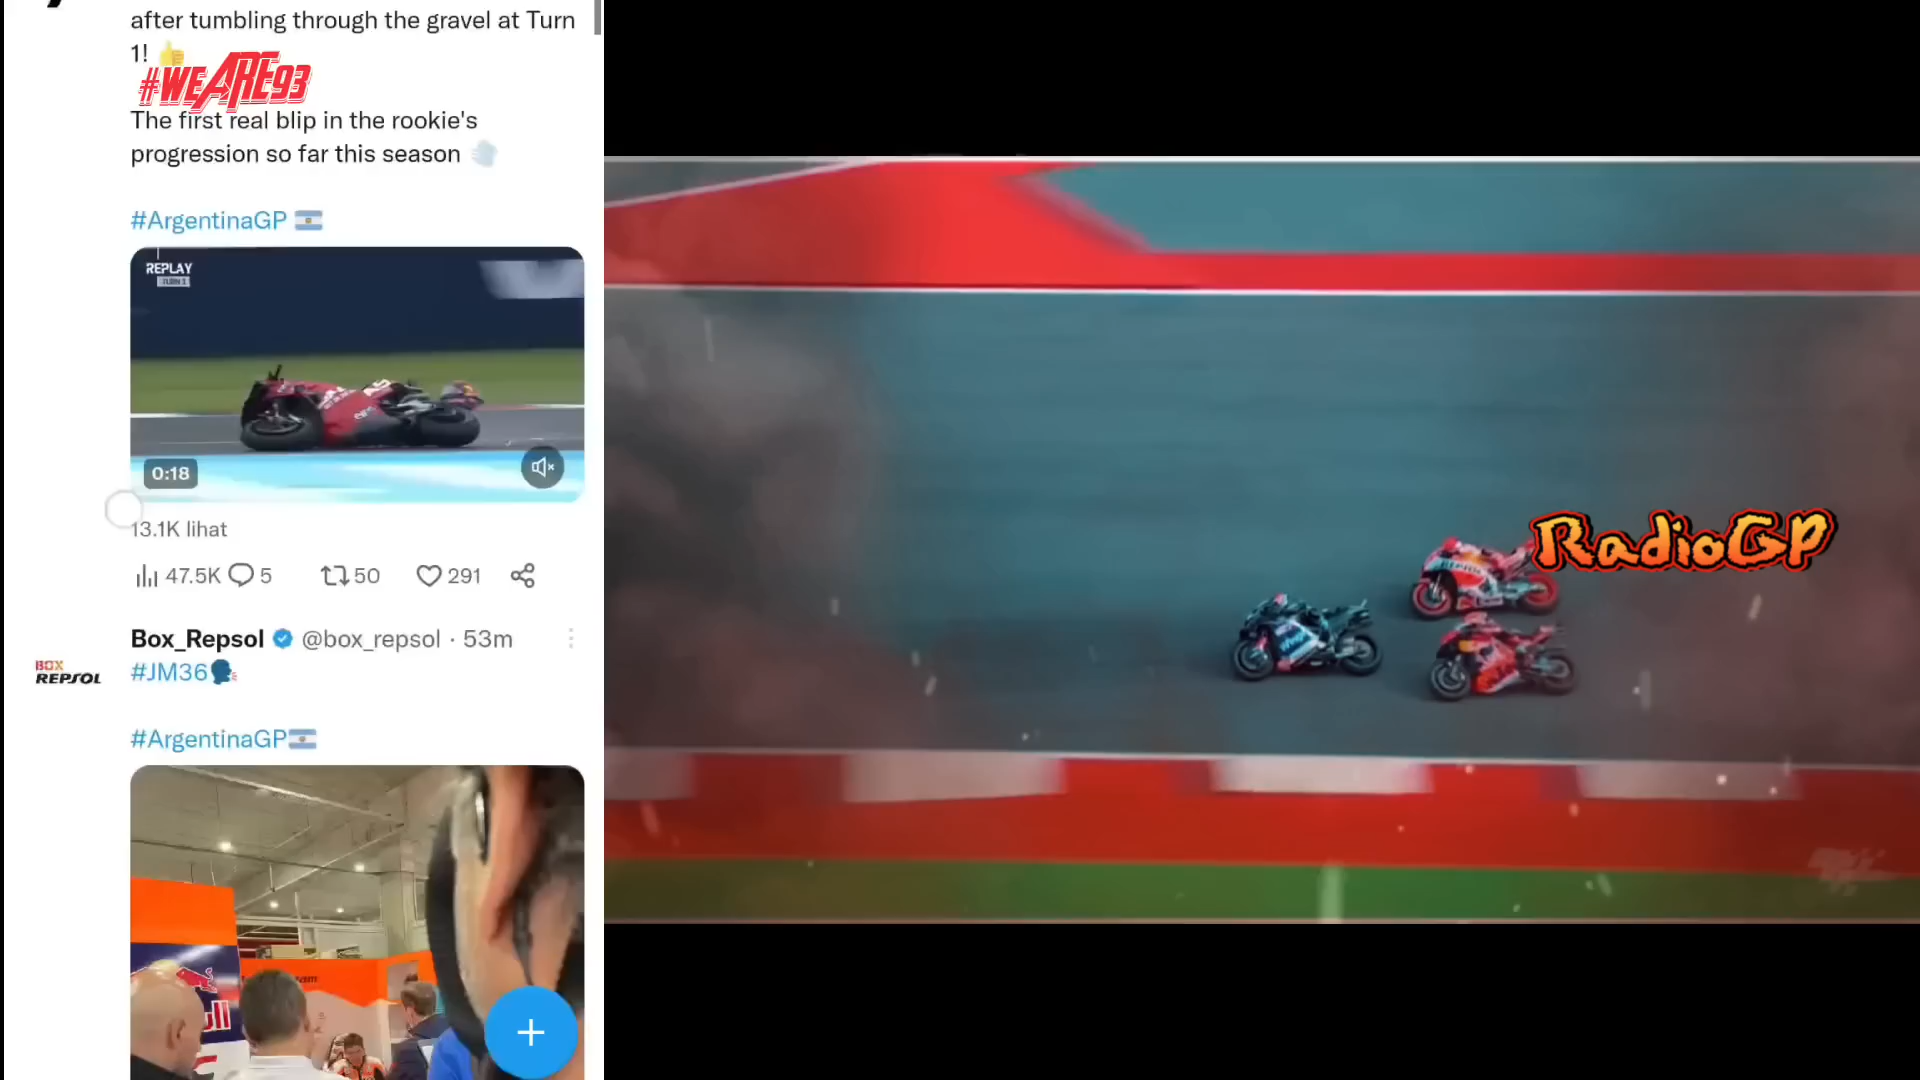 after tumbling through the gravel at Turn
1! 👍
#WEARE93
The first real blip in the rookie's
progression so far this season 👋
#ArgentinaGP 🇦🇷
REPLAY
TURN 1
0:18
13.1K lihat
47.5K 5 50 291
Box_Repsol @box_repsol · 53m
BOX
REPSOL
#JM36🗣
#ArgentinaGP🇦🇷
RadioGP